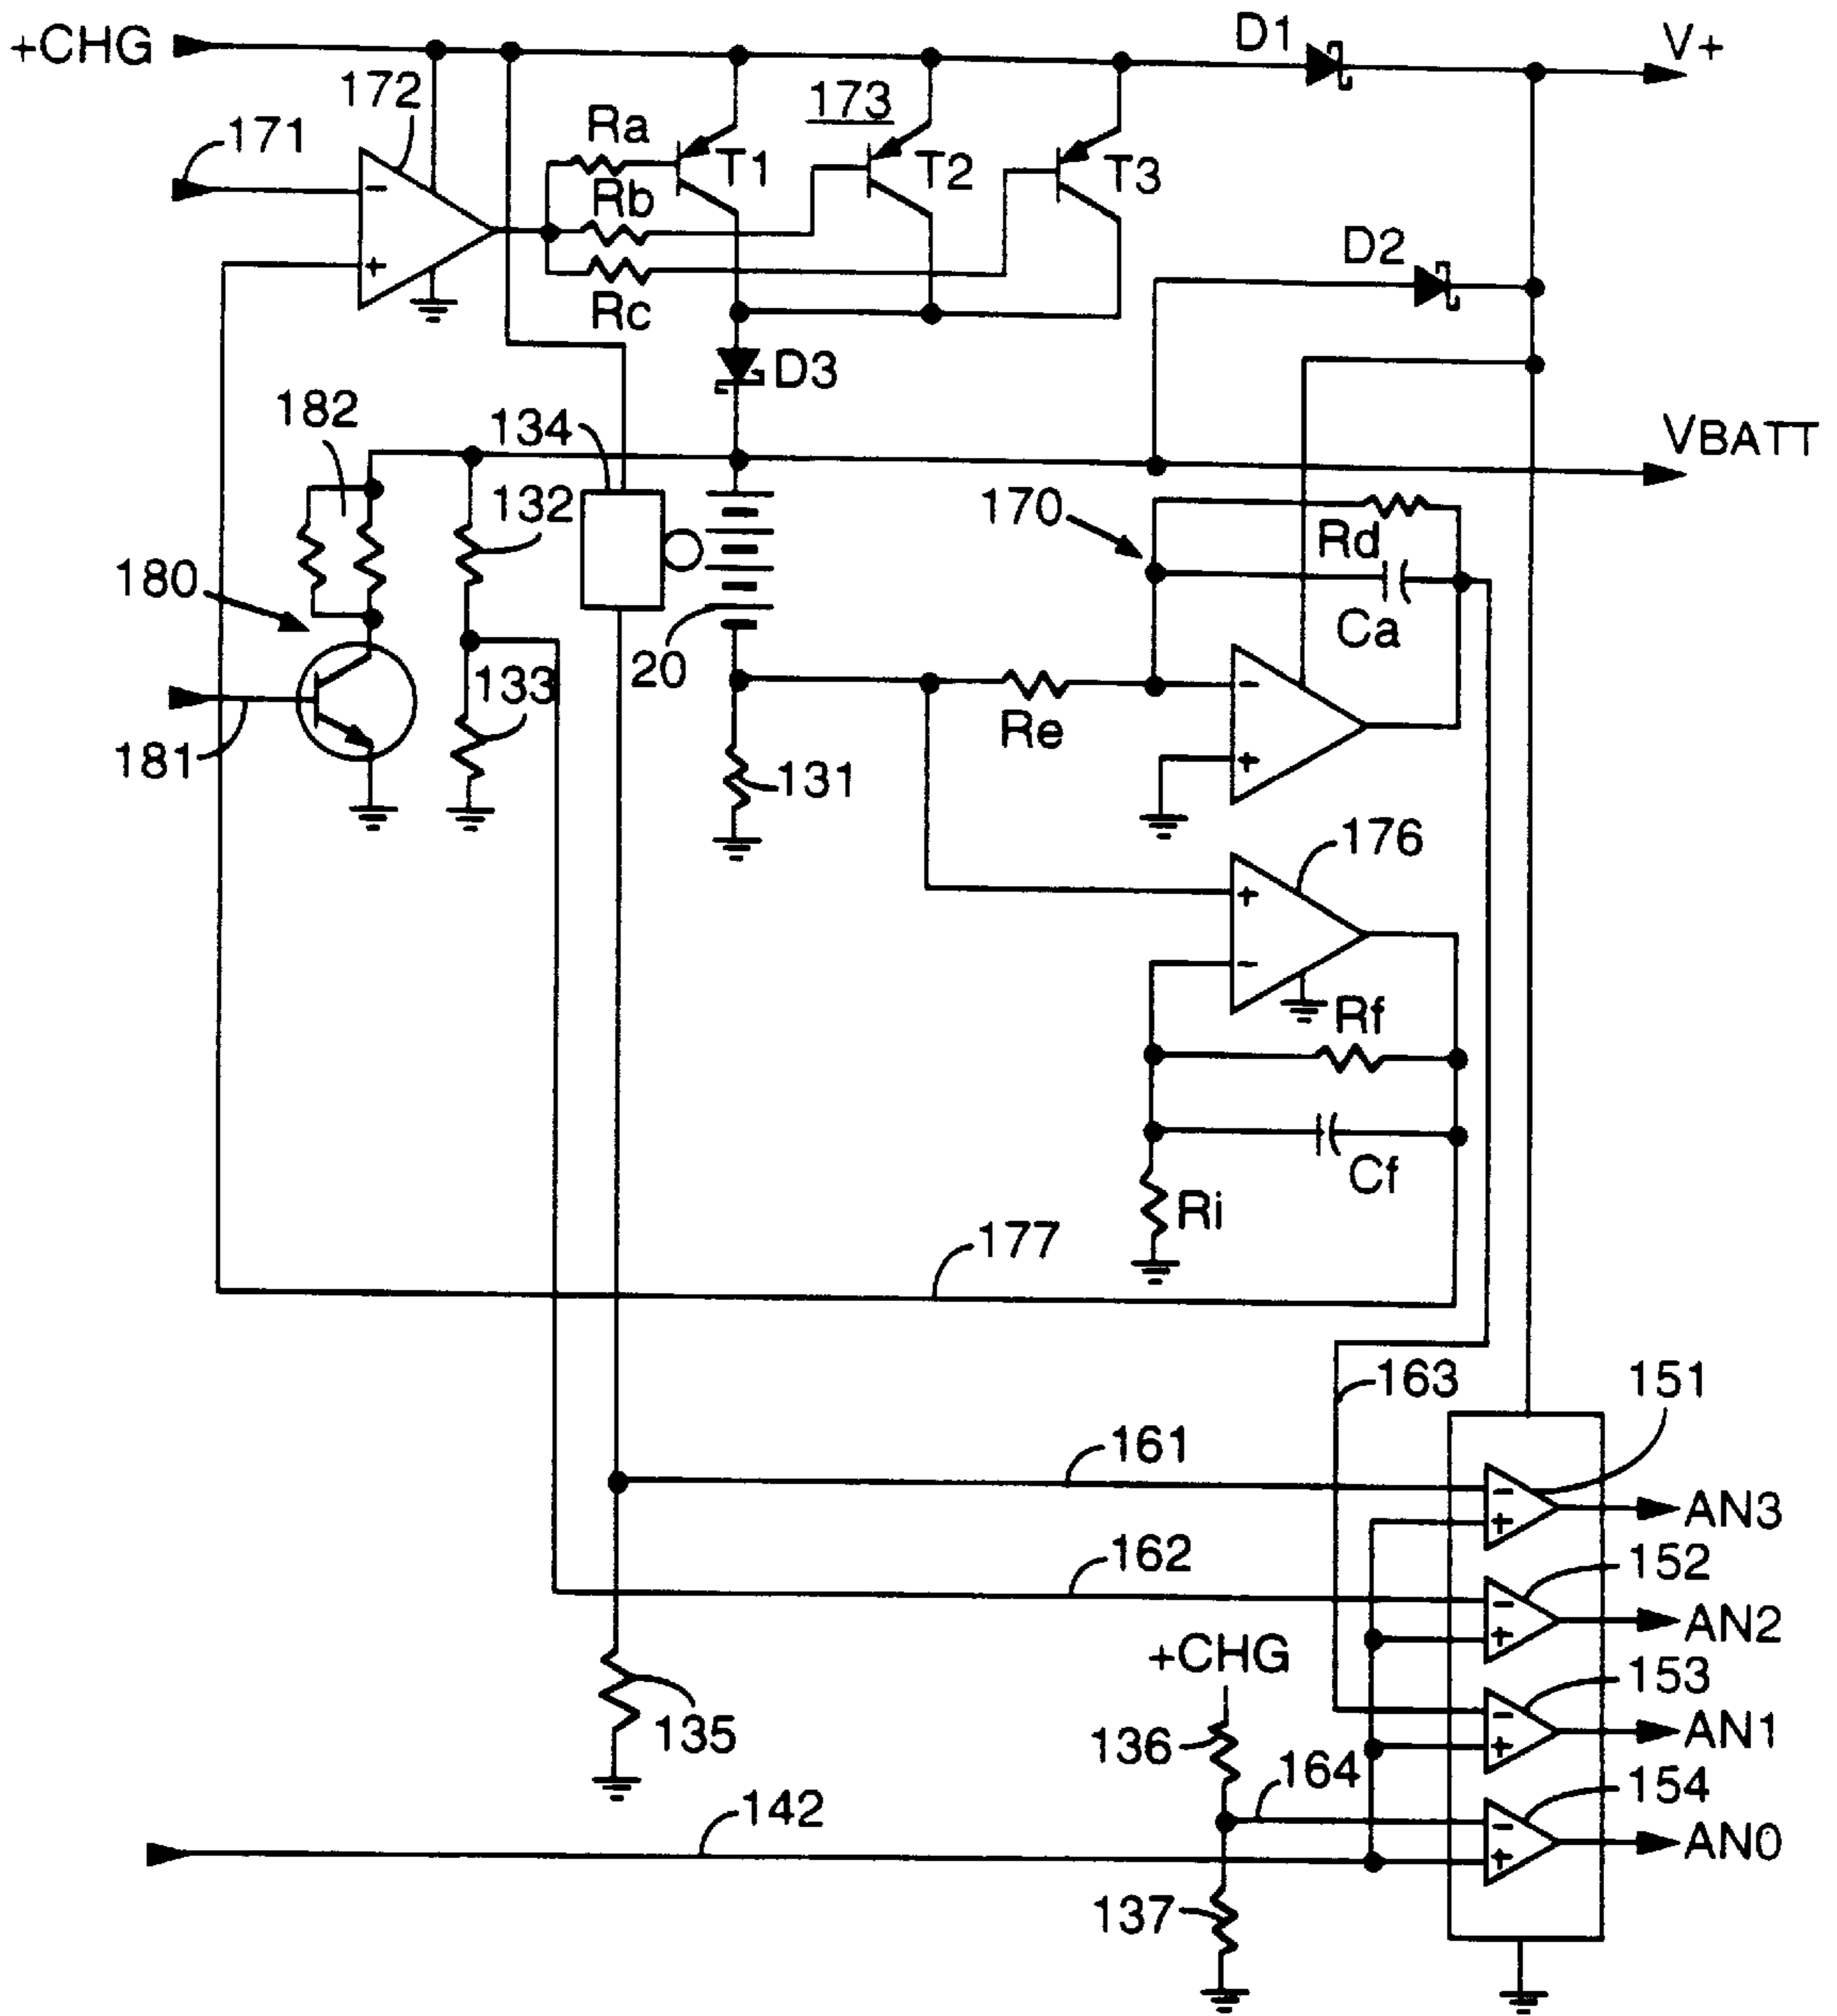 +CHG
D1
V+
172
171
Ra
173
T1
T2
T3
Rb
Rc
D2
D3
182
134
VBATT
132
170
Rd
180
Ca
20
133
Re
181
131
176
Rf
Cf
Ri
177
163
151
161
AN3
162
152
AN2
+CHG
153
135
136
AN1
164
154
142
AN0
137